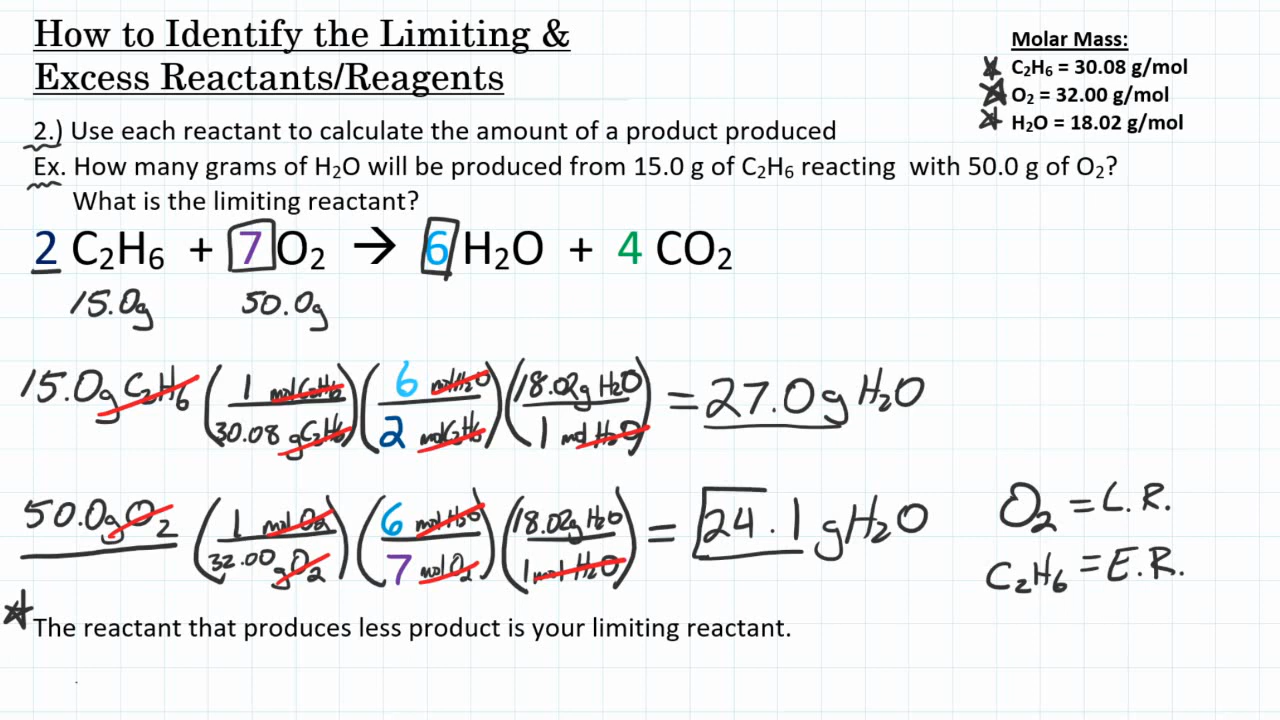 How to Identify the Limiting &
Excess Reactants/Reagents
Molar Mass:
C₂H₆ = 30.08 g/mol
O₂ = 32.00 g/mol
H₂O = 18.02 g/mol
2.) Use each reactant to calculate the amount of a product produced
Ex. How many grams of H₂O will be produced from 15.0 g of C₂H₆ reacting with 50.0 g of O₂?
What is the limiting reactant?
2 C₂H₆ + 7 O₂ → 6 H₂O + 4 CO₂
15.0g 50.0g
15.0g C₂H₆ (1 mol C₂H₆ / 30.08 g C₂H₆) (6 mol H₂O / 2 mol C₂H₆) (18.02g H₂O / 1 mol H₂O) = 27.0g H₂O
50.0g O₂ (1 mol O₂ / 32.00 g O₂) (6 mol H₂O / 7 mol O₂) (18.02g H₂O / 1 mol H₂O) = 24.1 g H₂O
O₂ = L.R.
C₂H₆ = E.R.
The reactant that produces less product is your limiting reactant.